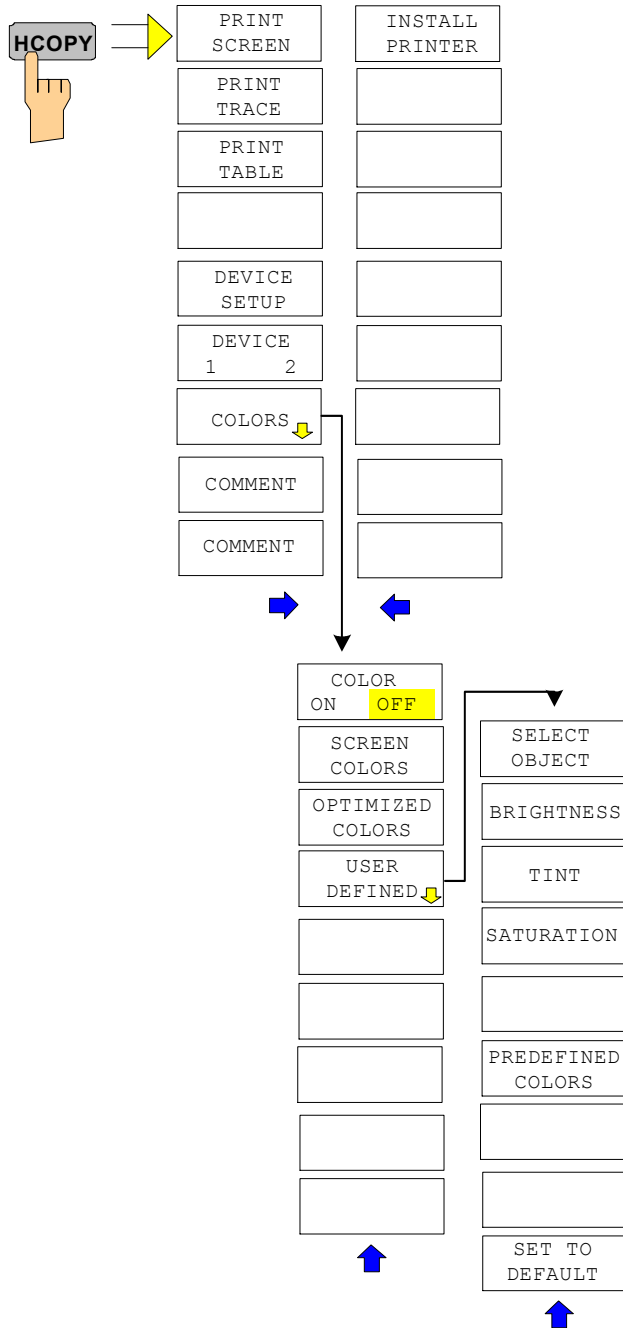 HCOPY
PRINT
SCREEN
PRINT
TRACE
PRINT
TABLE
DEVICE
SETUP
DEVICE
1 2
COLORS
COMMENT
COMMENT
INSTALL
PRINTER
COLOR
ON OFF
SCREEN
COLORS
OPTIMIZED
COLORS
USER
DEFINED
SELECT
OBJECT
BRIGHTNESS
TINT
SATURATION
PREDEFINED
COLORS
SET TO
DEFAULT